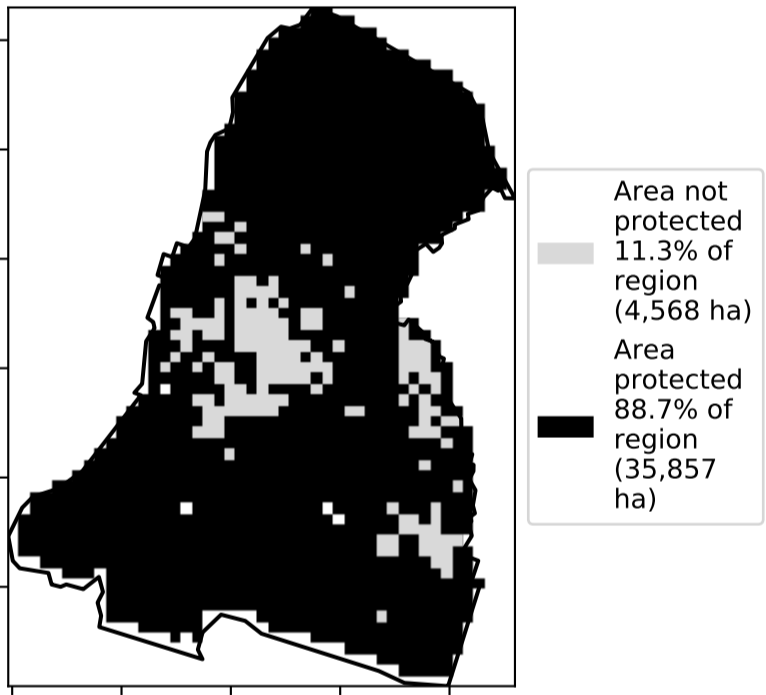 Area not
protected
11.3% of
region
(4,568 ha)
Area
protected
88.7% of
region
(35,857
ha)